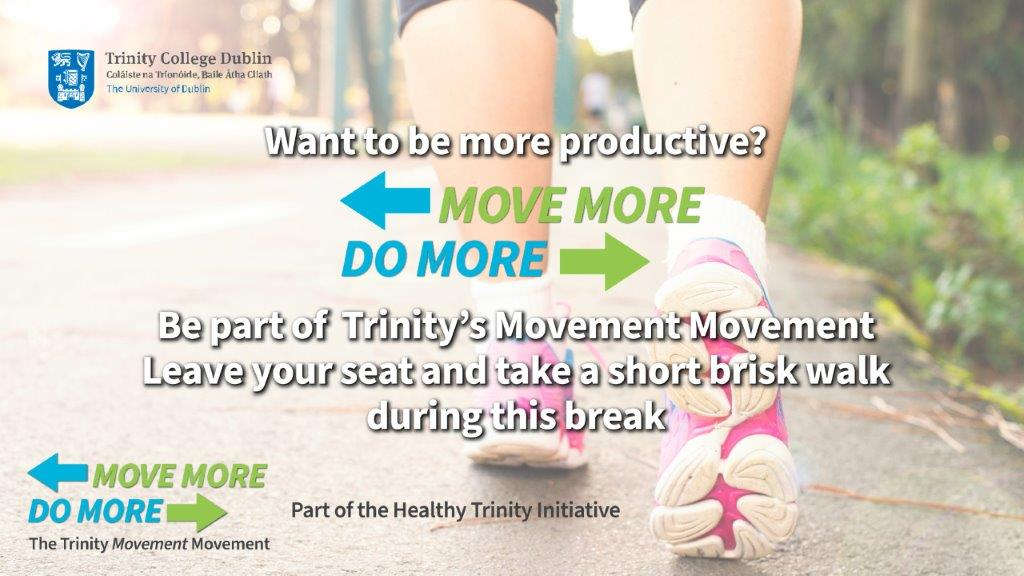 Trinity College Dublin
Coláiste na Tríonóide, Baile Átha Cliath
The University of Dublin
Want to be more productive?
MOVE MORE
DO MORE
Be part of Trinity's Movement Movement
Leave your seat and take a short brisk walk
during this break
MOVE MORE
DO MORE
The Trinity Movement Movement
Part of the Healthy Trinity Initiative